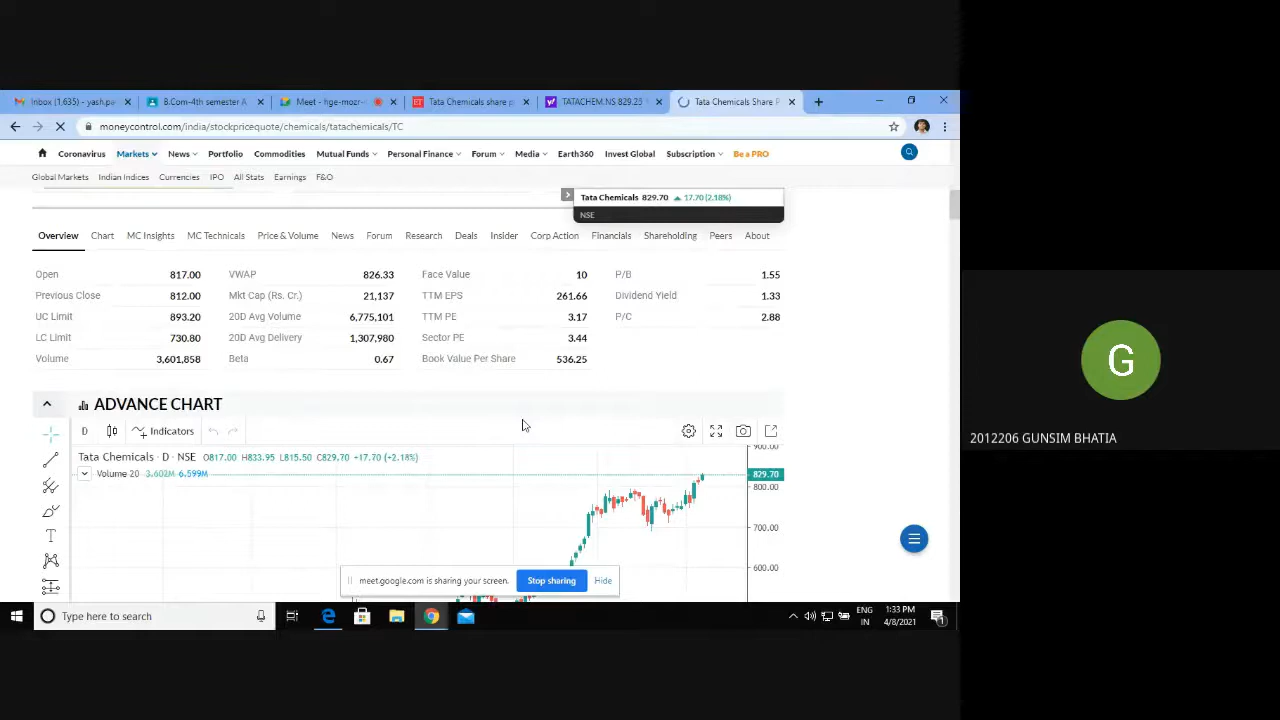 Inbox (1,635) - yash.pa
B.Com-4th semester A
Meet - hge-mozr-
Tata Chemicals share p
TATACHEM.NS 829.25
Tata Chemicals Share P
moneycontrol.com/india/stockpricequote/chemicals/tatachemicals/TC
Coronavirus Markets News Portfolio Commodities Mutual Funds Personal Finance Forum Media Earth360 Invest Global Subscription Be a PRO
Global Markets Indian Indices Currencies IPO All Stats Earnings F&O
Tata Chemicals 829.70 17.70 (2.18%)
NSE
Overview Chart MC Insights MC Technicals Price & Volume News Forum Research Deals Insider Corp Action Financials Shareholding Peers About
Open 817.00 VWAP 826.33 Face Value 10 P/B 1.55
Previous Close 812.00 Mkt Cap (Rs. Cr.) 21,137 TTM EPS 261.66 Dividend Yield 1.33
UC Limit 893.20 20D Avg Volume 6,775,101 TTM PE 3.17 P/C 2.88
LC Limit 730.80 20D Avg Delivery 1,307,980 Sector PE 3.44
Volume 3,601,858 Beta 0.67 Book Value Per Share 536.25
ADVANCE CHART
D Indicators
Tata Chemicals · D · NSE O817.00 H833.95 L815.50 C829.70 +17.70 (+2.18%)
Volume 20 3.602M 6.599M
900.00
829.70
800.00
700.00
600.00
meet.google.com is sharing your screen. Stop sharing Hide
Type here to search
ENG
IN
1:33 PM
4/8/2021
1
G
2012206 GUNSIM BHATIA